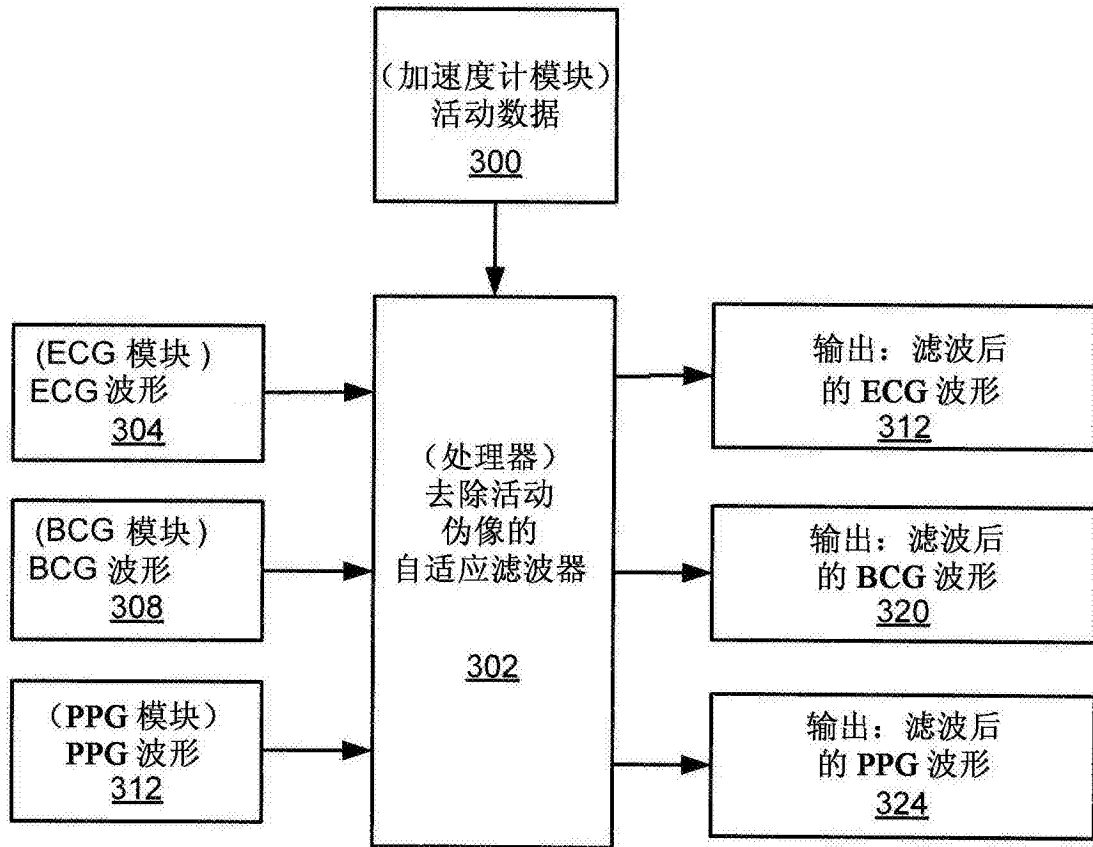 （加速度计模块）
活动数据
300
(ECG 模块)
ECG 波形
304
(BCG 模块)
BCG 波形
308
（PPG 模块）
PPG 波形
312
（处理器）
去除活动
伪像的
自适应滤波器
302
输出：滤波后
的 ECG 波形
312
输出：滤波后
的 BCG 波形
320
输出：滤波后
的 PPG 波形
324